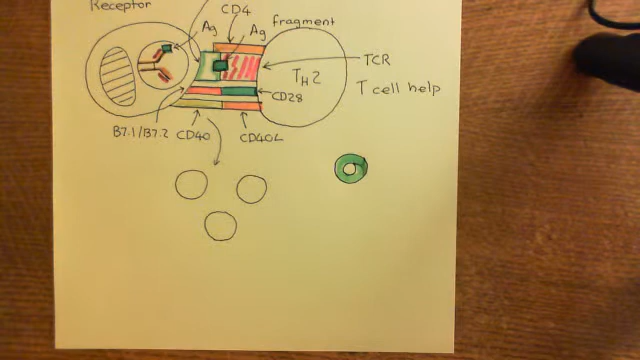 Receptor
CD4
Ag
Ag fragment
TCR
TH2
T cell help
CD28
B7.1/B7.2
CD40
CD40L